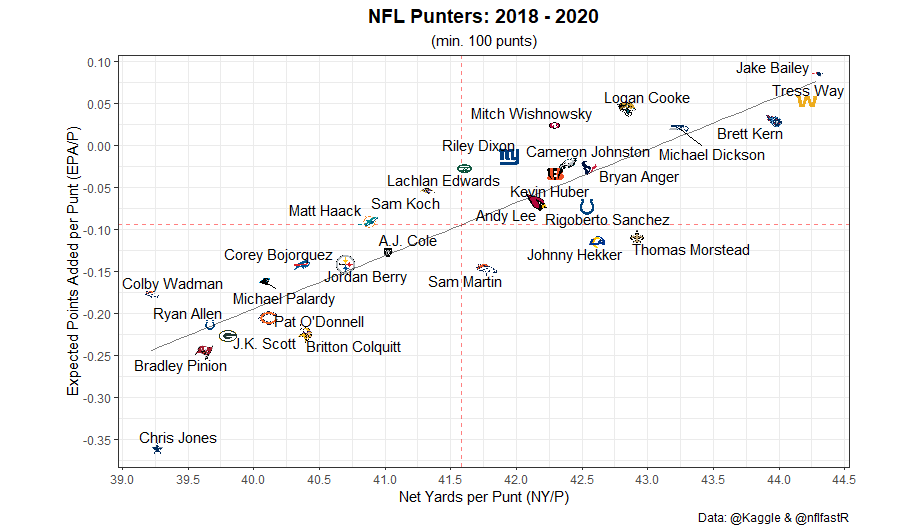 NFL Punters: 2018 - 2020
(min. 100 punts)
Expected Points Added per Punt (EPA/P)
0.10
0.05
0.00
-0.05
-0.10
-0.15
-0.20
-0.25
-0.30
-0.35
Jake Bailey
Tress Way
W
Logan Cooke
Mitch Wishnowsky
Brett Kern
Riley Dixon
ny
Cameron Johnston
Michael Dickson
Lachlan Edwards
Bryan Anger
Kevin Huber
Sam Koch
Matt Haack
Andy Lee
Rigoberto Sanchez
A.J. Cole
Johnny Hekker
Thomas Morstead
Corey Bojorquez
Jordan Berry
Sam Martin
Colby Wadman
Michael Palardy
Ryan Allen
Pat O'Donnell
J.K. Scott
Britton Colquitt
Bradley Pinion
Chris Jones
39.0 39.5 40.0 40.5 41.0 41.5 42.0 42.5 43.0 43.5 44.0 44.5
Net Yards per Punt (NY/P)
Data: @Kaggle & @nflfastR